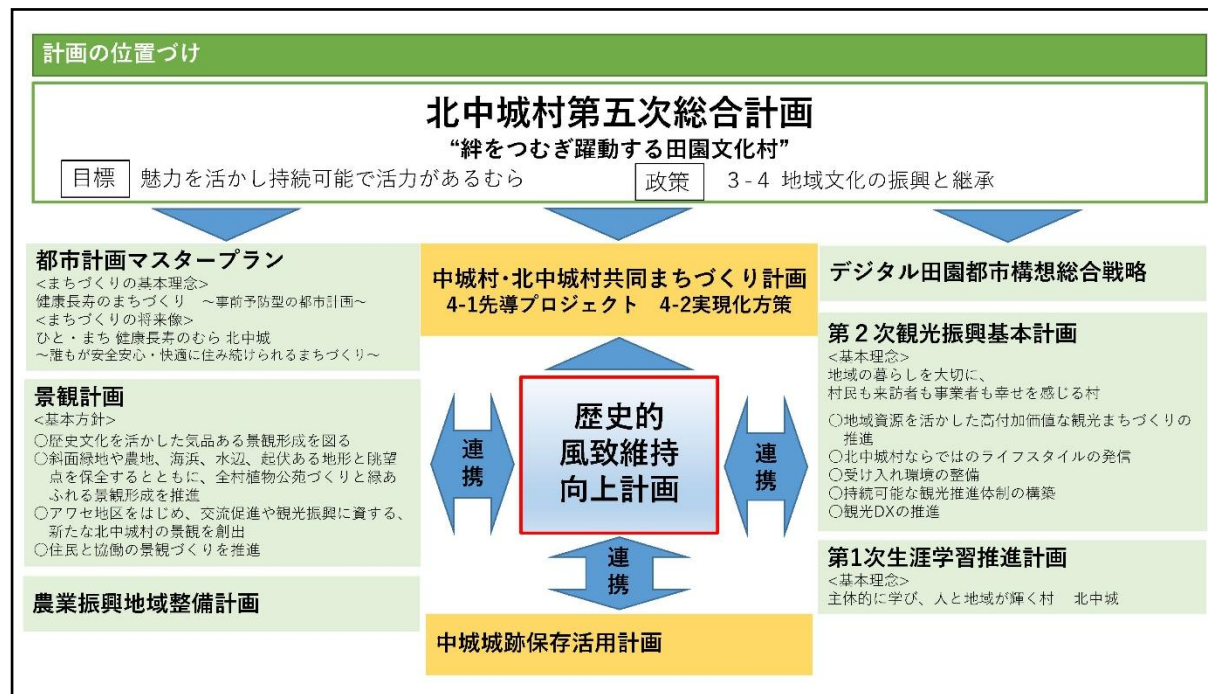 計画の位置づけ
北中城村第五次総合計画
“絆をつむぎ躍動する田園文化村”
目標 魅力を活かし持続可能で活力があるむら
政策 3-4 地域文化の振興と継承
都市計画マスタープラン
<まちづくりの基本理念>
健康長寿のまちづくり ~事前予防型の都市計画~
<まちづくりの将来像>
ひと・まち 健康長寿のむら 北中城
~誰もが安全安心・快適に住み続けられるまちづくり~
景観計画
<基本方針>
○歴史文化を活かした気品ある景観形成を図る
○斜面緑地や農地、海浜、水辺、起伏ある地形と眺望
点を保全するとともに、全村植物公苑づくりと緑あ
ふれる景観形成を推進
○アワセ地区をはじめ、交流促進や観光振興に資する、
新たな北中城村の景観を創出
○住民と協働の景観づくりを推進
農業振興地域整備計画
中城村・北中城村共同まちづくり計画
4-1先導プロジェクト 4-2実現化方策
連携
歴史的
風致維持
向上計画
連携
連携
中城城跡保存活用計画
デジタル田園都市構想総合戦略
第2次観光振興基本計画
<基本理念>
地域の暮らしを大切に、
村民も来訪者も事業者も幸せを感じる村
○地域資源を活かした高付加価値な観光まちづくりの
推進
○北中城村ならではのライフスタイルの発信
○受け入れ環境の整備
○持続可能な観光推進体制の構築
○観光DXの推進
第1次生涯学習推進計画
<基本理念>
主体的に学び、人と地域が輝く村 北中城